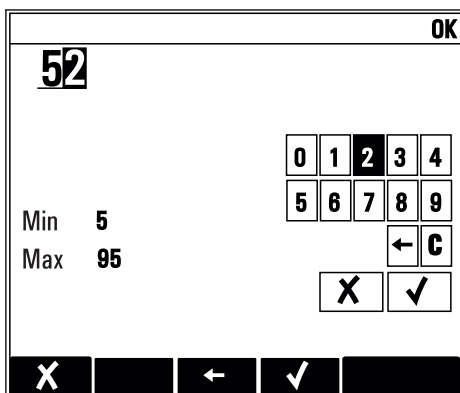 OK
52
0 1 2 3 4
5 6 7 8 9
Min 5
← C
Max 95
✗ ✓
✗ ← ✓